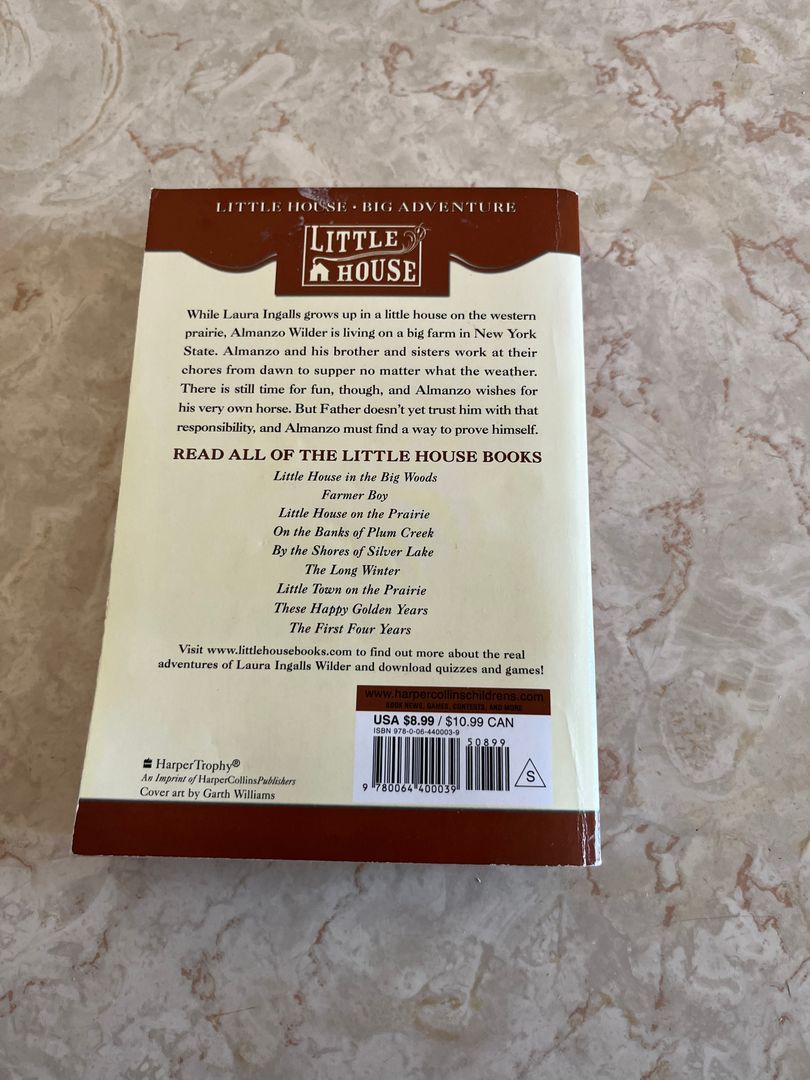 LITTLE HOUSE • BIG ADVENTURE
LITTLE
HOUSE
While Laura Ingalls grows up in a little house on the western
prairie, Almanzo Wilder is living on a big farm in New York
State. Almanzo and his brother and sisters work at their
chores from dawn to supper no matter what the weather.
There is still time for fun, though, and Almanzo wishes for
his very own horse. But Father doesn't yet trust him with that
responsibility, and Almanzo must find a way to prove himself.
READ ALL OF THE LITTLE HOUSE BOOKS
Little House in the Big Woods
Farmer Boy
Little House on the Prairie
On the Banks of Plum Creek
By the Shores of Silver Lake
The Long Winter
Little Town on the Prairie
These Happy Golden Years
The First Four Years
Visit www.littlehousebooks.com to find out more about the real
adventures of Laura Ingalls Wilder and download quizzes and games!
www.harpercollinschildrens.com
BOOK NEWS, GAMES, CONTESTS, AND MORE
USA $8.99 / $10.99 CAN
ISBN 978-0-06-440003-9
50899
9 780064 400039
S
HarperTrophy®
An Imprint of HarperCollinsPublishers
Cover art by Garth Williams